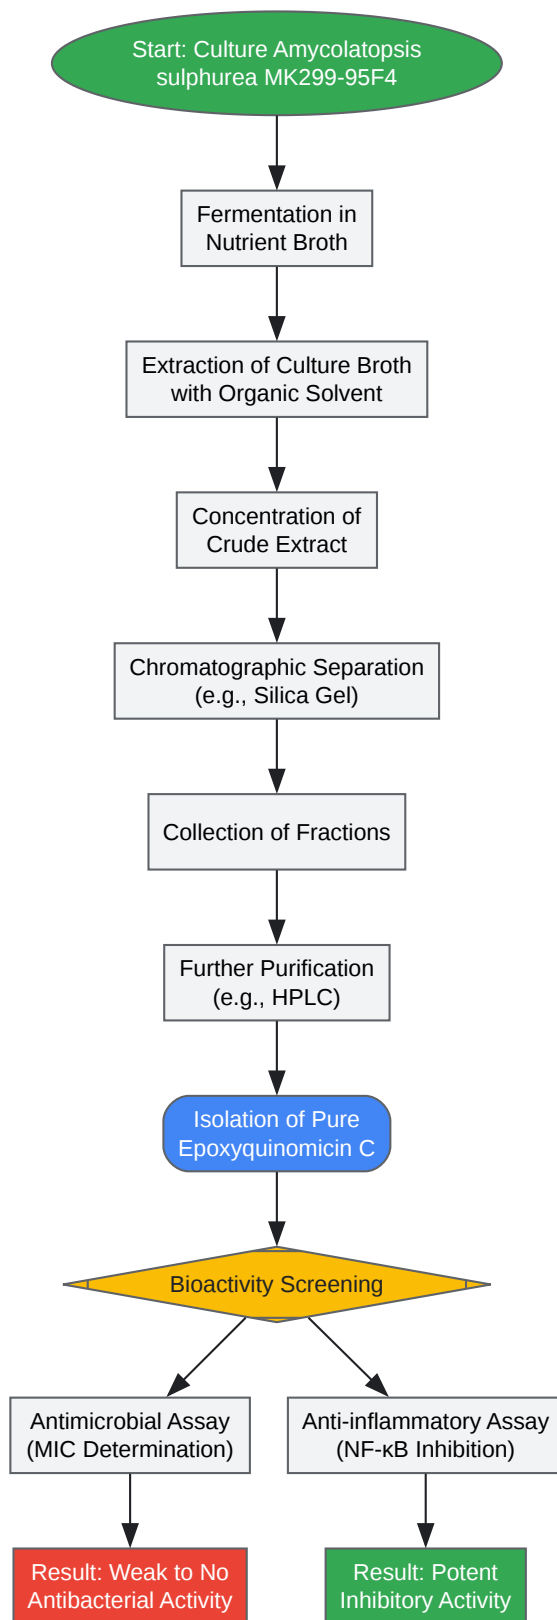 Start: Culture Amycolatopsis
sulphurea MK299-95F4
Fermentation in
Nutrient Broth
Extraction of Culture Broth
with Organic Solvent
Concentration of
Crude Extract
Chromatographic Separation
(e.g., Silica Gel)
Collection of Fractions
Further Purification
(e.g., HPLC)
Isolation of Pure
Epoxyquinomicin C
Bioactivity Screening
Antimicrobial Assay
(MIC Determination)
Anti-inflammatory Assay
(NF-κB Inhibition)
Result: Weak to No
Antibacterial Activity
Result: Potent
Inhibitory Activity